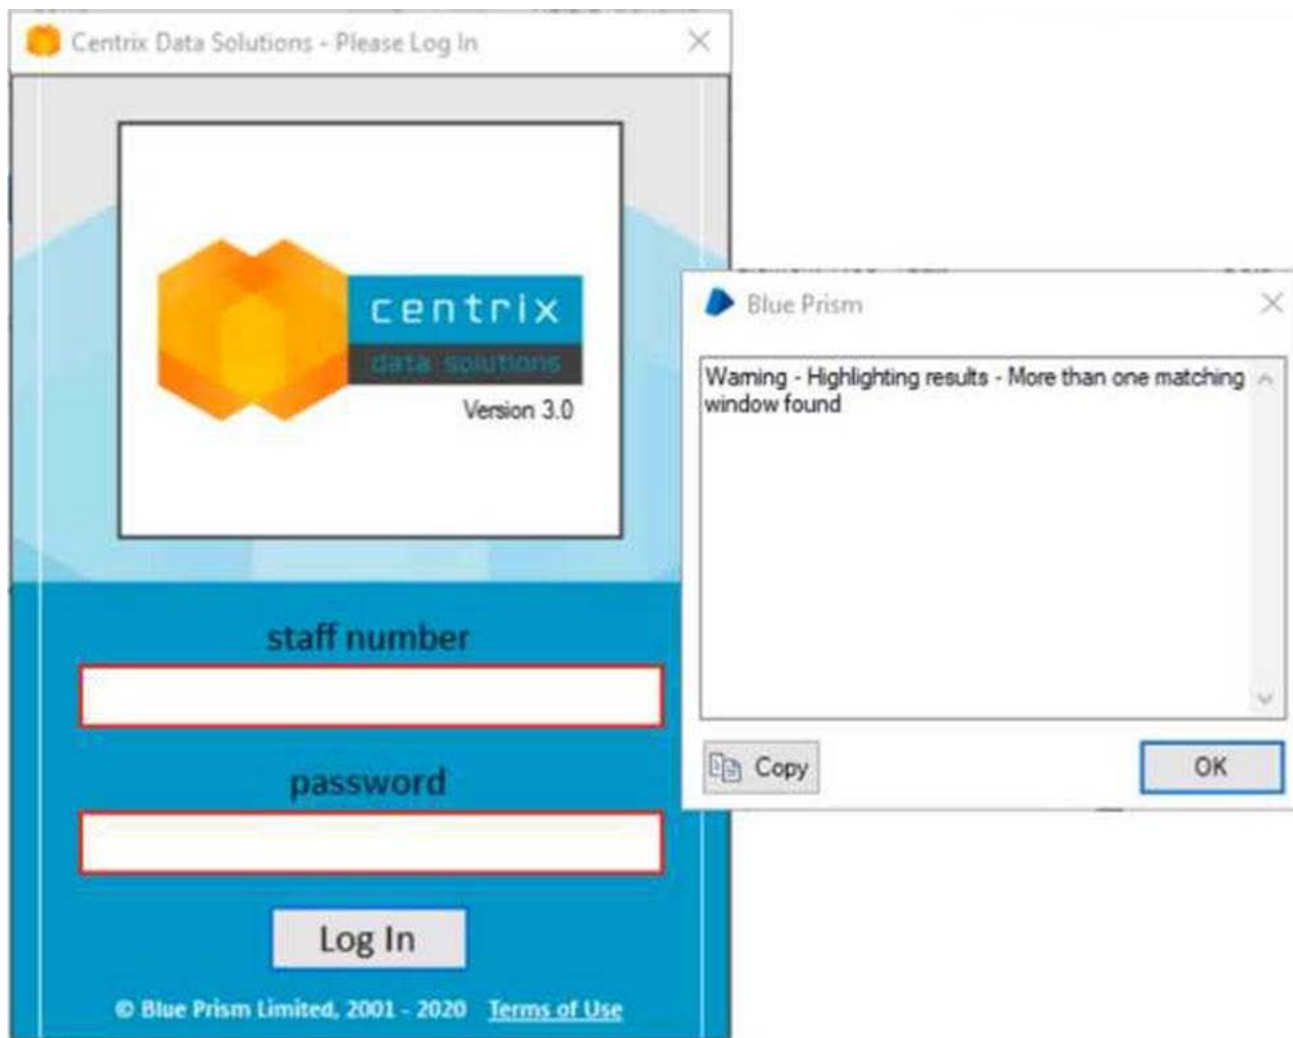 Centrix Data Solutions - Please Log In
centrix
data solutions
Version 3.0
staff number
password
Log In
© Blue Prism Limited, 2001 - 2020 Terms of Use
Blue Prism
Warning - Highlighting results - More than one matching
window found
Copy
OK